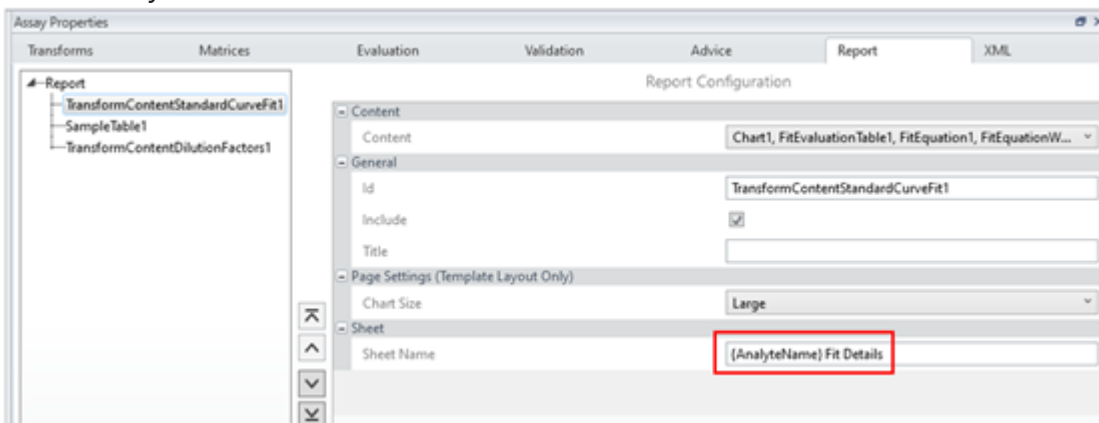 Assay Properties
Transforms Matrices Evaluation Validation Advice Report XML
Report
TransformContentStandardCurveFit1
SampleTable1
TransformContentDilutionFactors1
Report Configuration
Content
Content Chart1, FitEvaluationTable1, FitEquation1, FitEquationW...
General
Id TransformContentStandardCurveFit1
Include
Title
Page Settings (Template Layout Only)
Chart Size Large
Sheet
Sheet Name {AnalyteName} Fit Details